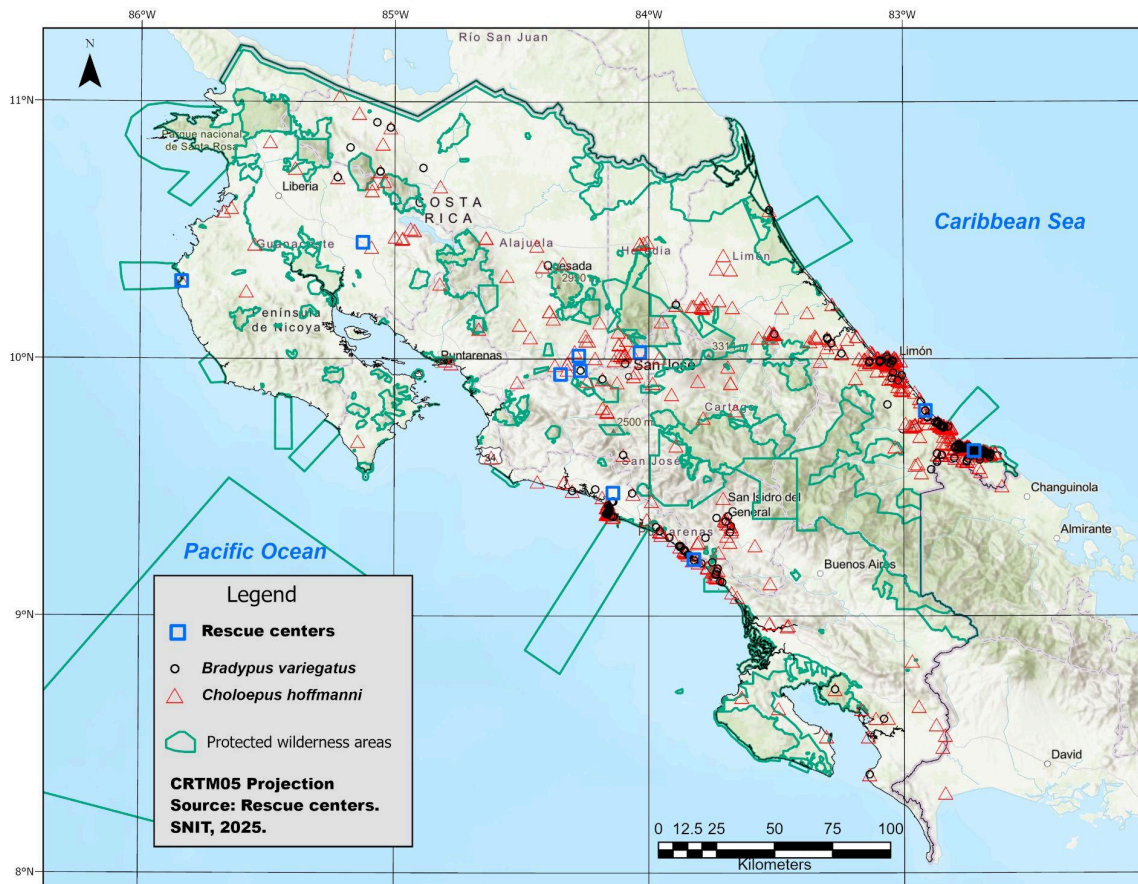 86°W
85°W
84°W
83°W
N
Río San Juan
11°N
Parque nacional
de Santa Rosa
Liberia
COSTA
RICA
Caribbean Sea
Guanacaste
Alajuela
Heredia
Limón
Quesada
Península
de Nicoya
10°N
Puntarenas
San José
Limón
Cartago
2500 m
34
San José
San Isidro del
General
Changuinola
Almirante
Pacific Ocean
Puntarenas
Buenos Aires
9°N
David
8°N
Legend
Rescue centers
Bradypus variegatus
Choloepus hoffmanni
Protected wilderness areas
CRTM05 Projection
Source: Rescue centers.
SNIT, 2025.
0 12.5 25 50 75 100
Kilometers